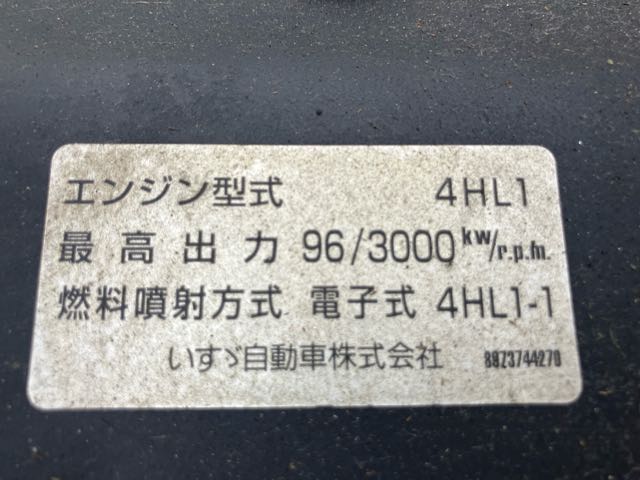 エンジン型式 4HL1
最高出力 96/3000kw/r.p.m.
燃料噴射方式 電子式 4HL1-1
いすゞ自動車株式会社 8973744270